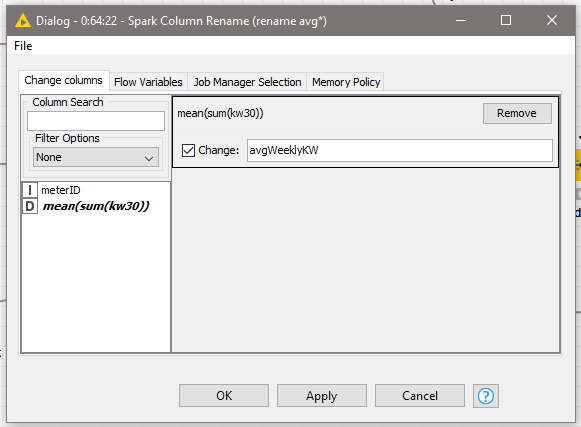 Dialog - 0:64:22 - Spark Column Rename (rename avg*)
File
Change columns Flow Variables Job Manager Selection Memory Policy
Column Search
Filter Options
None
I meterID
D mean(sum(kw30))
mean(sum(kw30)) Remove
Change: avgWeeklyKW
OK Apply Cancel ?